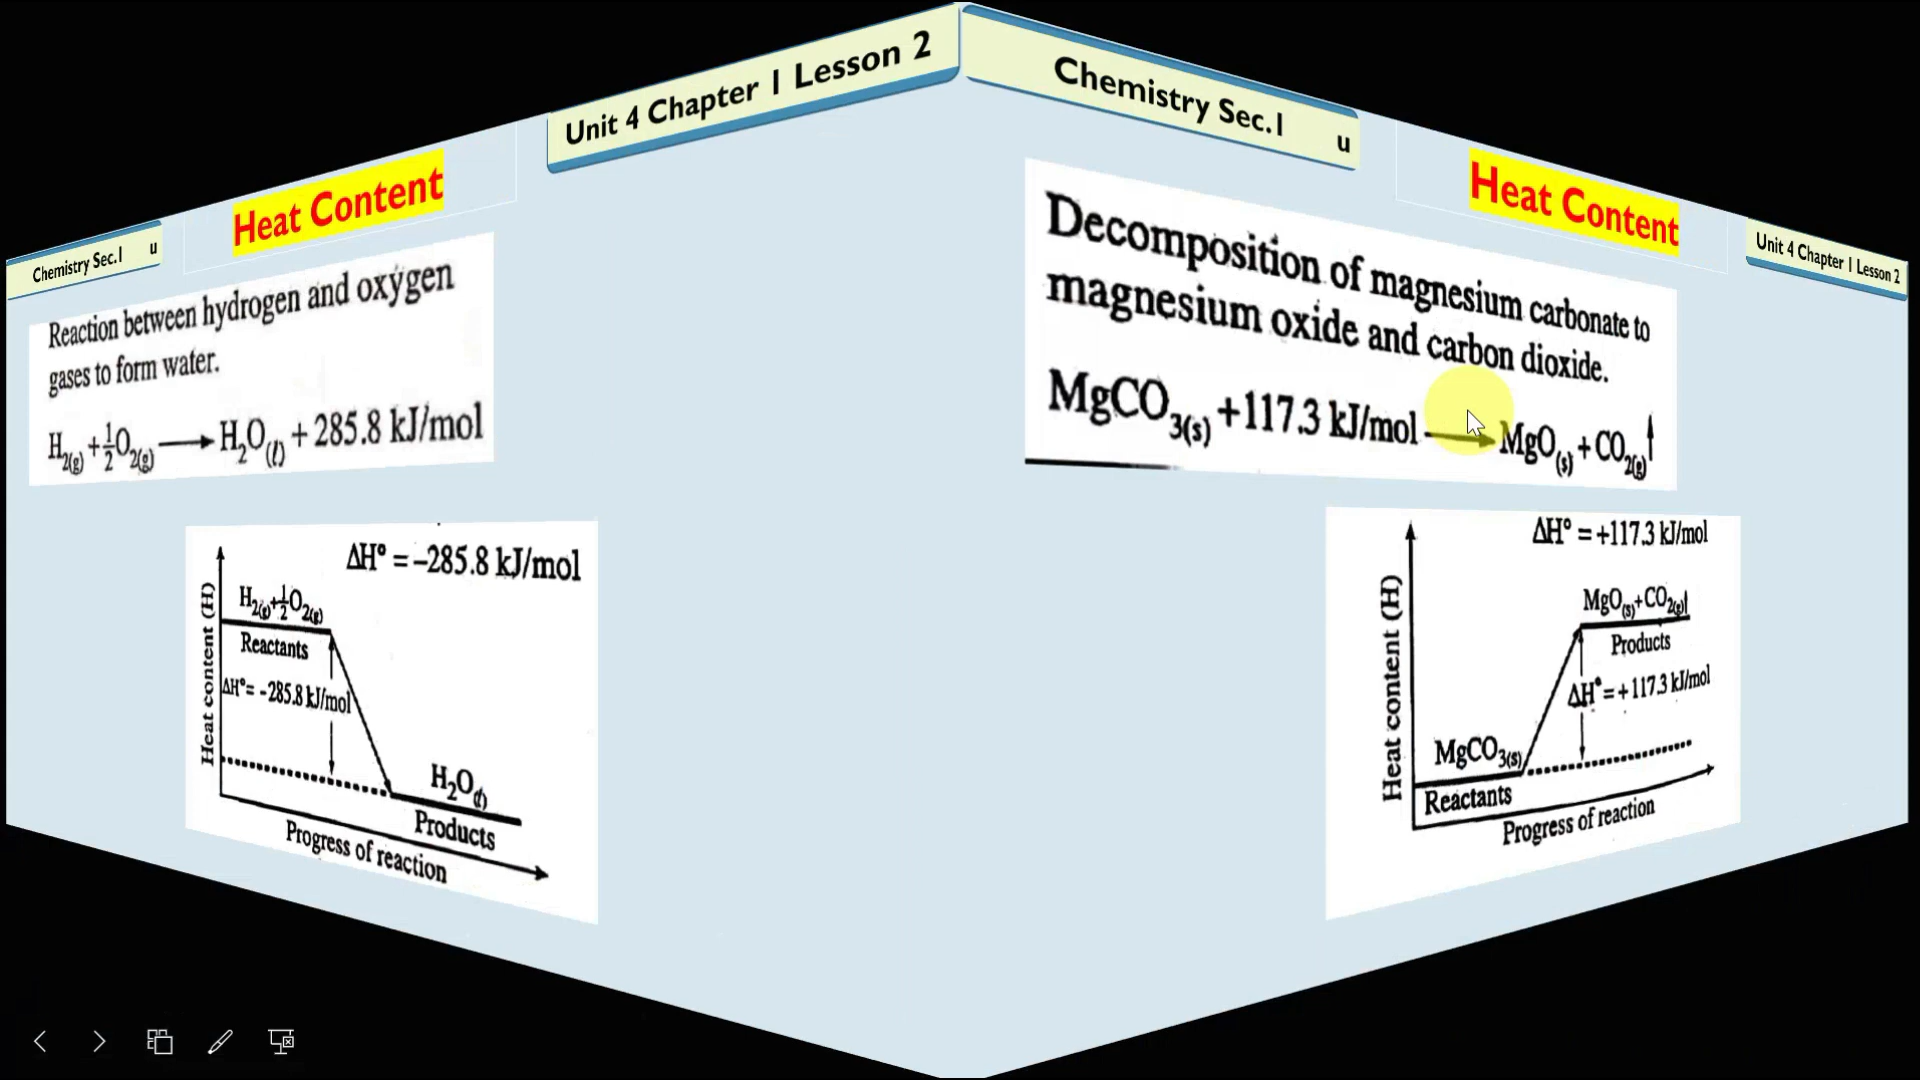 Chemistry Sec.1 u
Heat Content
Unit 4 Chapter 1 Lesson 2
Reaction between hydrogen and oxygen
gases to form water.
H2(g) + ½O2(g) ⟶ H2O(ℓ) + 285.8 kJ/mol
ΔH° = –285.8 kJ/mol
Heat content (H)
H2(g)+½O2(g)
Reactants
ΔH°= -285.8 kJ/mol
H2O(ℓ)
Products
Progress of reaction
Chemistry Sec.1 u
Heat Content
Unit 4 Chapter 1 Lesson 2
Decomposition of magnesium carbonate to
magnesium oxide and carbon dioxide.
MgCO3(s) +117.3 kJ/mol ⟶ MgO(s) + CO2(g)↑
ΔH° = +117.3 kJ/mol
Heat content (H)
MgO(s)+CO2(g)↑
Products
ΔH°=+117.3 kJ/mol
MgCO3(s)
Reactants
Progress of reaction